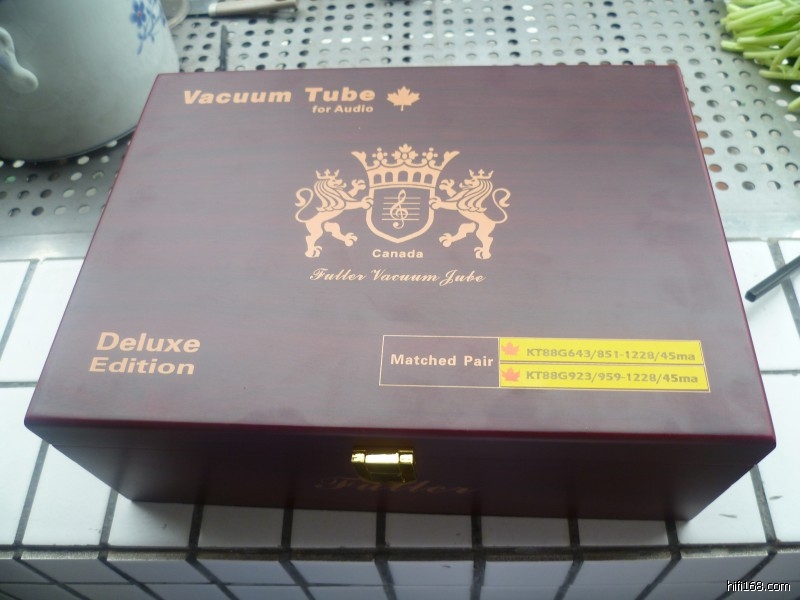 Vacuum Tube
for Audio
Canada
Fuller Vacuum Tube
Deluxe
Edition
Matched Pair
KT88G643/851-1228/45ma
KT88G923/959-1228/45ma
Fuller
hifi168.com